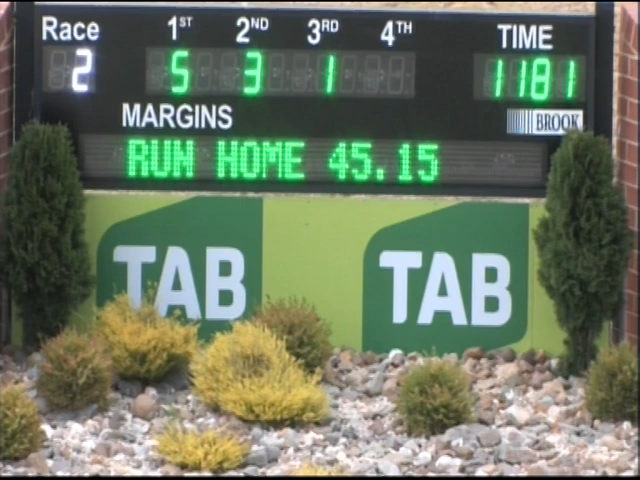 Race 1ST 2ND 3RD 4TH TIME
2 5 3 1 1181
MARGINS BROOK
RUN HOME 45.15
TAB TAB